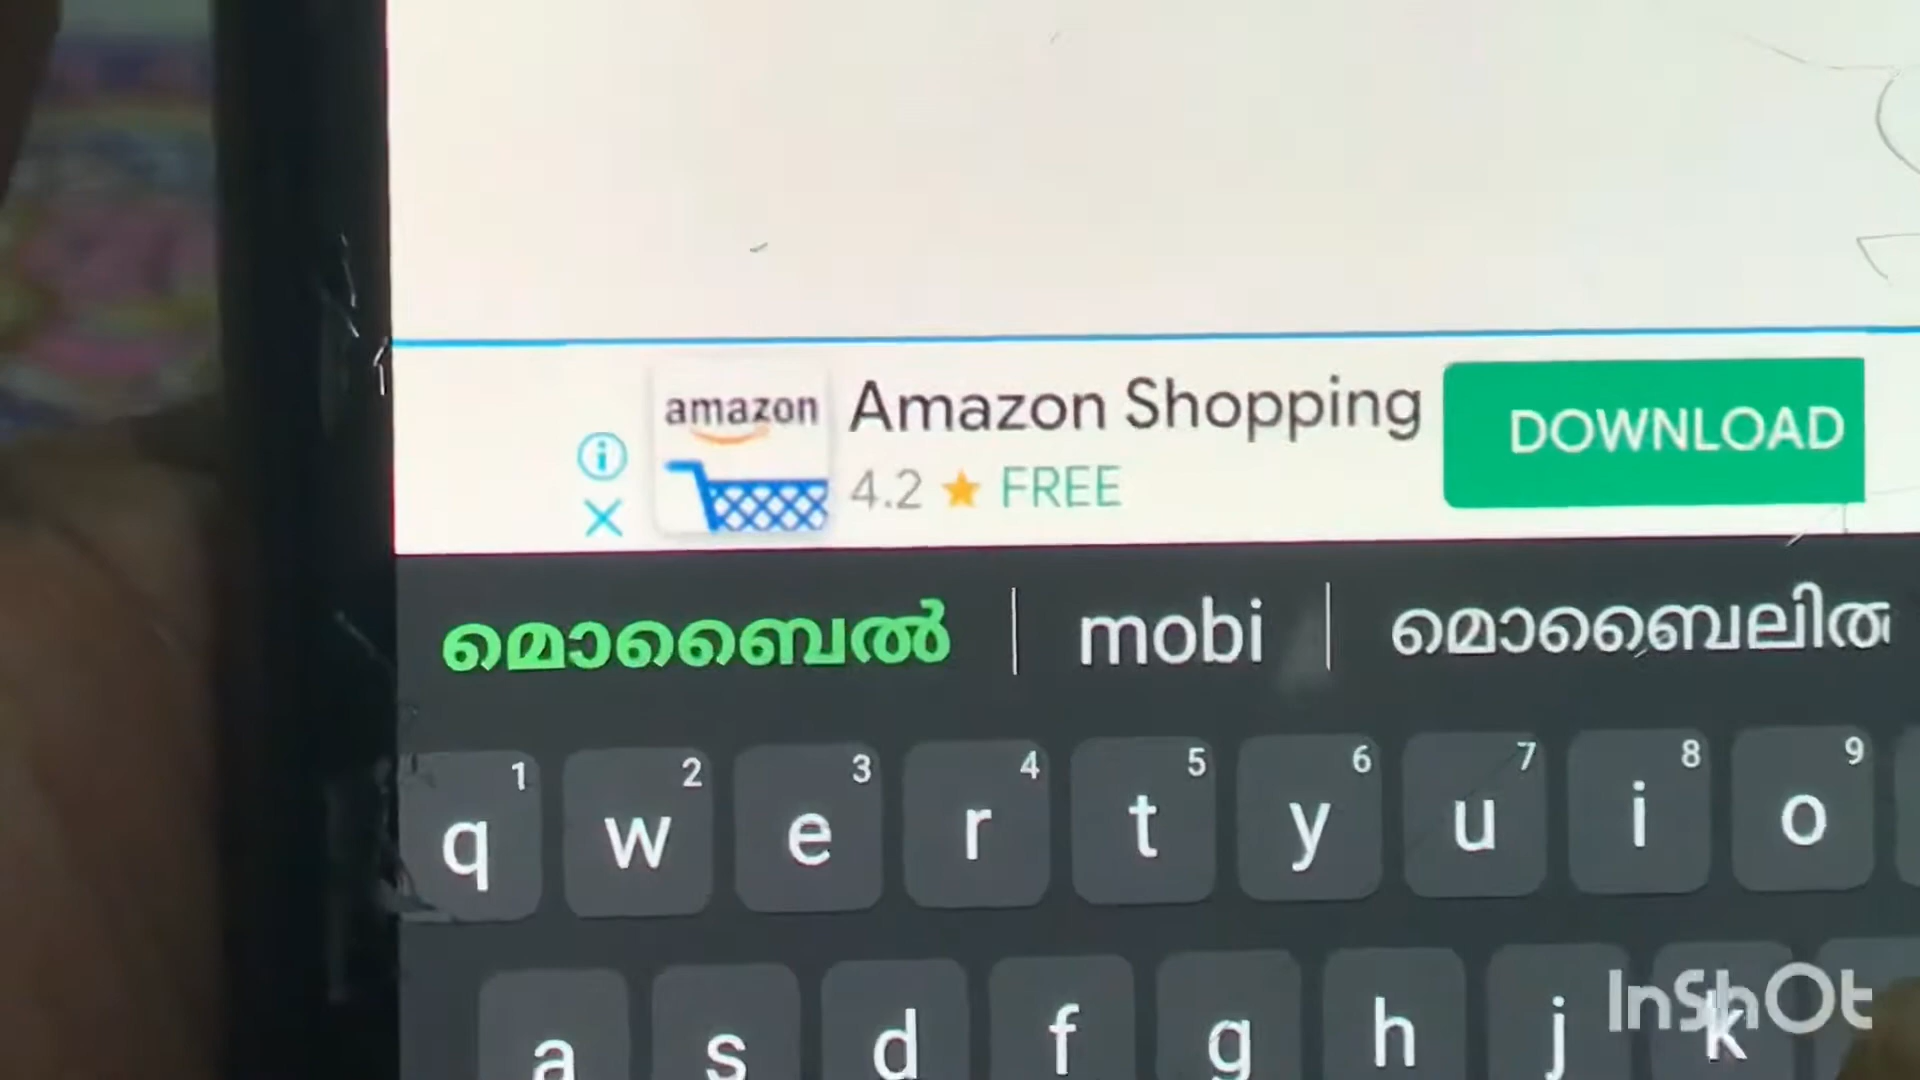 amazon
Amazon Shopping
4.2 ★ FREE
DOWNLOAD
മൊബൈൽ | mobi |
1 2 3 4 5 6 7 8 9
q w e r t y u i o
a s d f g h j k
InShOt